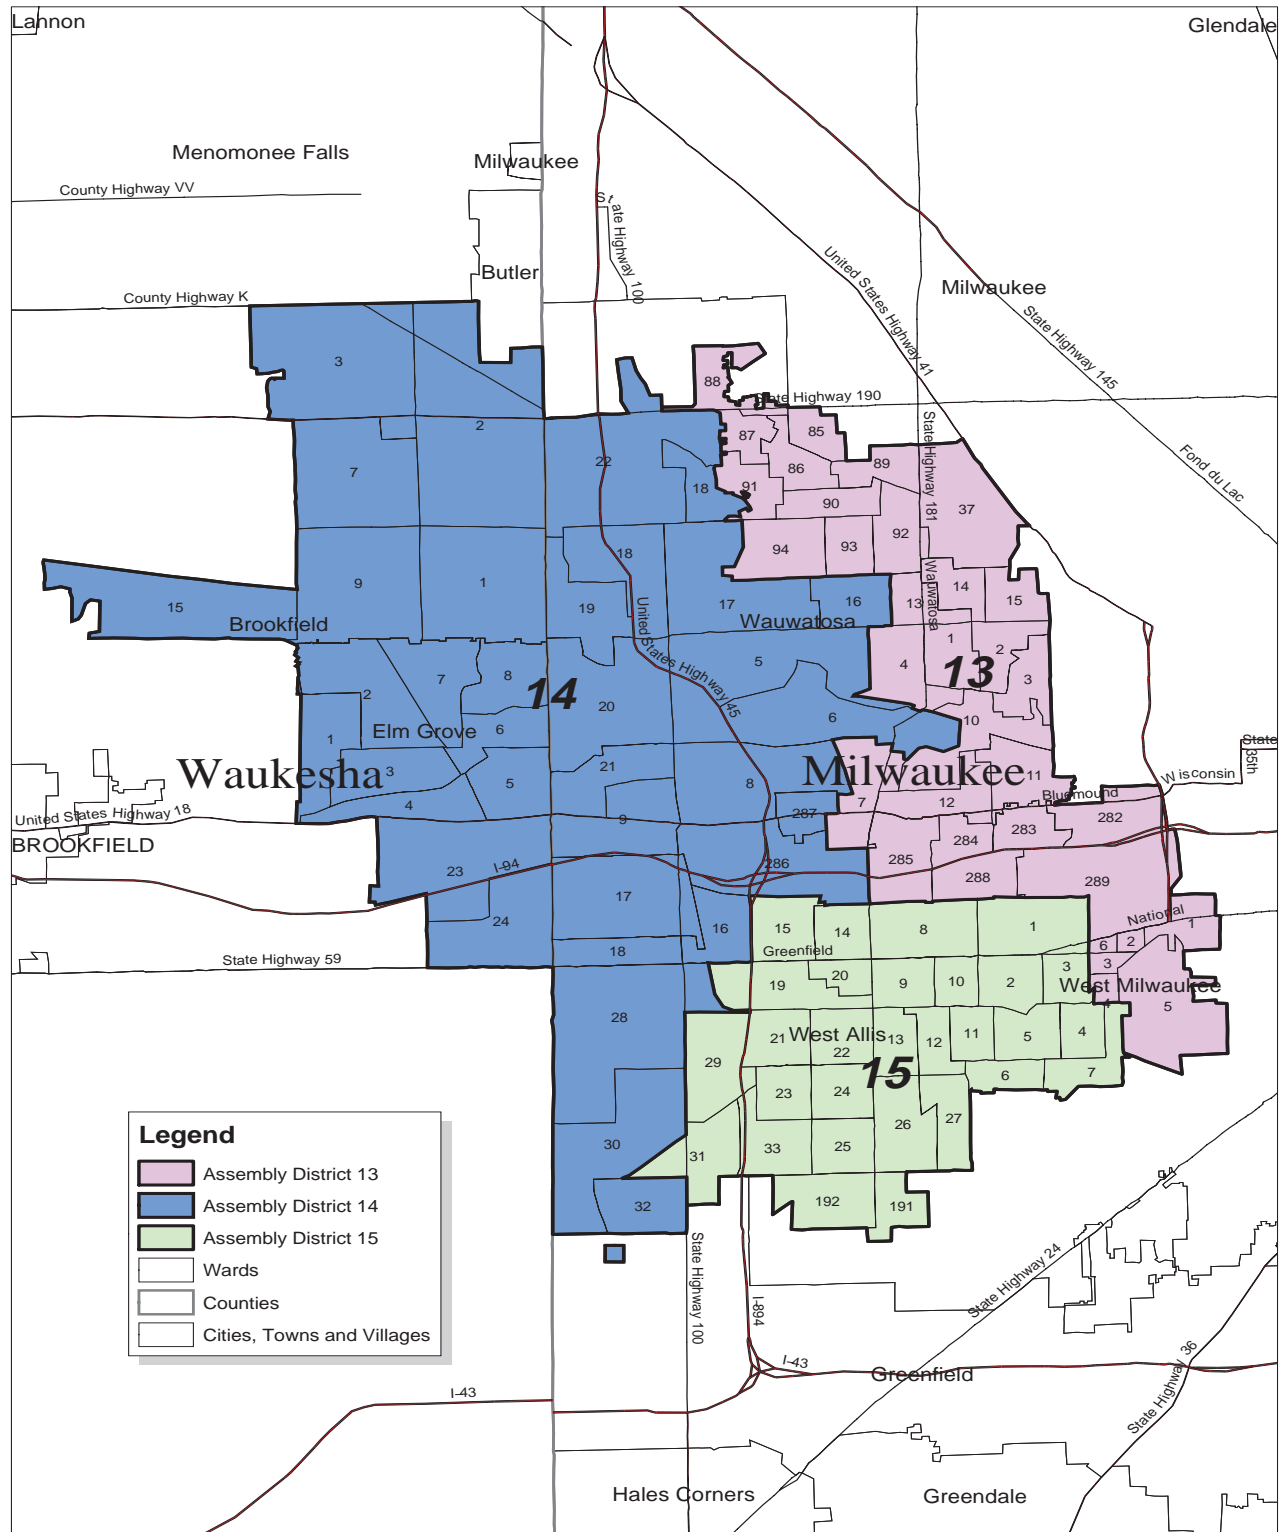 Lannon
Glendale
Menomonee Falls
Milwaukee
County Highway VV
State Highway 100
Butler
United States Highway 41
Milwaukee
County Highway K
State Highway 145
3
88
State Highway 190
2
87
85
State Highway 181
Fond du Lac
7
22
18
86
89
91
90
37
92
18
94
93
9
1
15
19
17
16
13
14
15
Wauwatosa
Brookfield
Wauwatosa
United States Highway 45
1
2
5
4
13
3
8
7
2
14
20
6
10
Elm Grove
6
1
State
35th
Waukesha
3
5
21
8
Milwaukee
11
Wisconsin
4
7
12
Bluemound
United States Highway 18
9
287
282
284
283
BROOKFIELD
286
285
I-94
23
288
289
17
24
16
15
14
8
1
National
1
18
Greenfield
6
2
State Highway 59
3
3
19
20
9
10
2
West Milwaukee
4
5
28
21
West Allis
13
12
11
5
4
22
29
15
6
7
23
24
26
27
30
33
25
31
Legend
Assembly District 13
Assembly District 14
Assembly District 15
Wards
Counties
Cities, Towns and Villages
32
192
191
State Highway 100
I-894
State Highway 24
I-43
Greenfield
State Highway 36
I-43
Hales Corners
Greendale